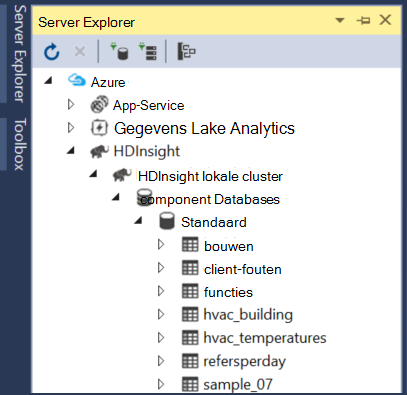 Server Explorer
Toolbox
Server Explorer
Azure
App-Service
Gegevens Lake Analytics
HDInsight
HDInsight lokale cluster
component Databases
Standaard
bouwen
client-fouten
functies
hvac_building
hvac_temperatures
refersperday
sample_07